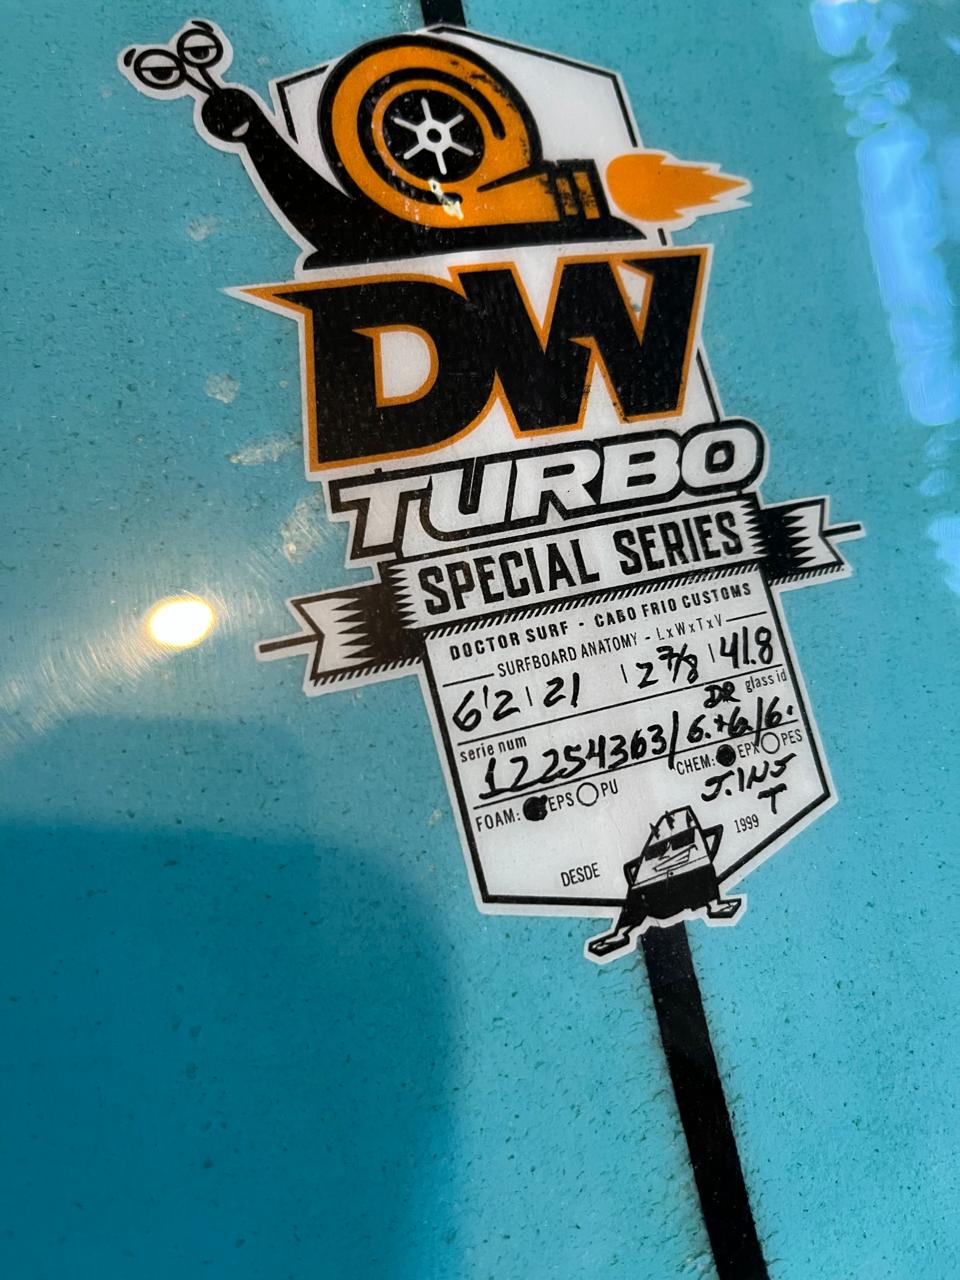 DW
TURBO
SPECIAL SERIES
DOCTOR SURF - CABO FRIO CUSTOMS
SURFBOARD ANATOMY - LxWxTxV
6'2 | 21 | 2 7/8 | 41.8
serie num DR glass id
12254363/6.+6/6.
FOAM: EPS PU CHEM: EPX PES
J.INJ
T
DESDE 1999